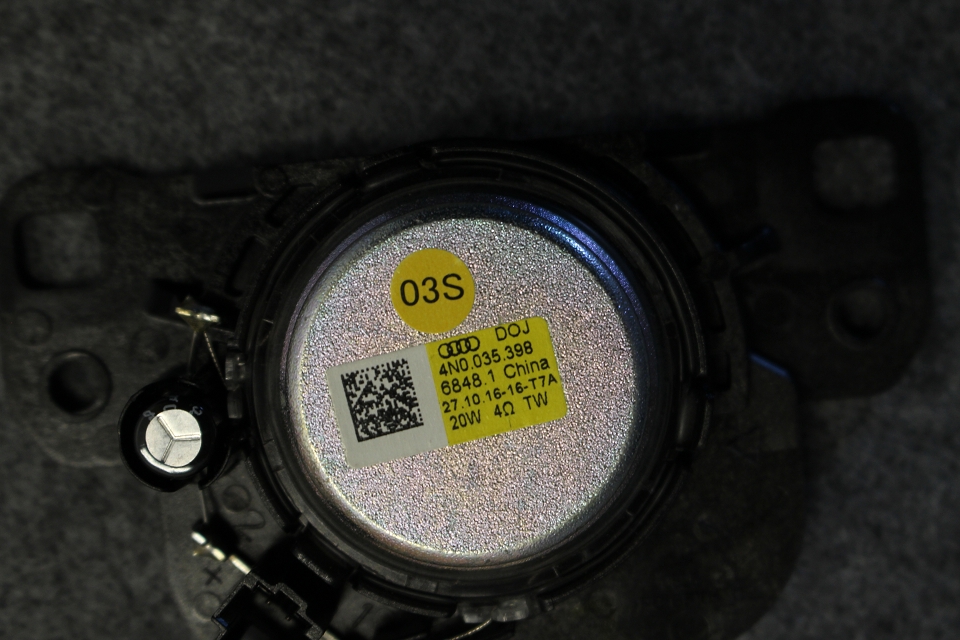 03S
DOJ
4N0.035.398
6848.1 China
27.10.16-16-T7A
20W 4Ω TW
+